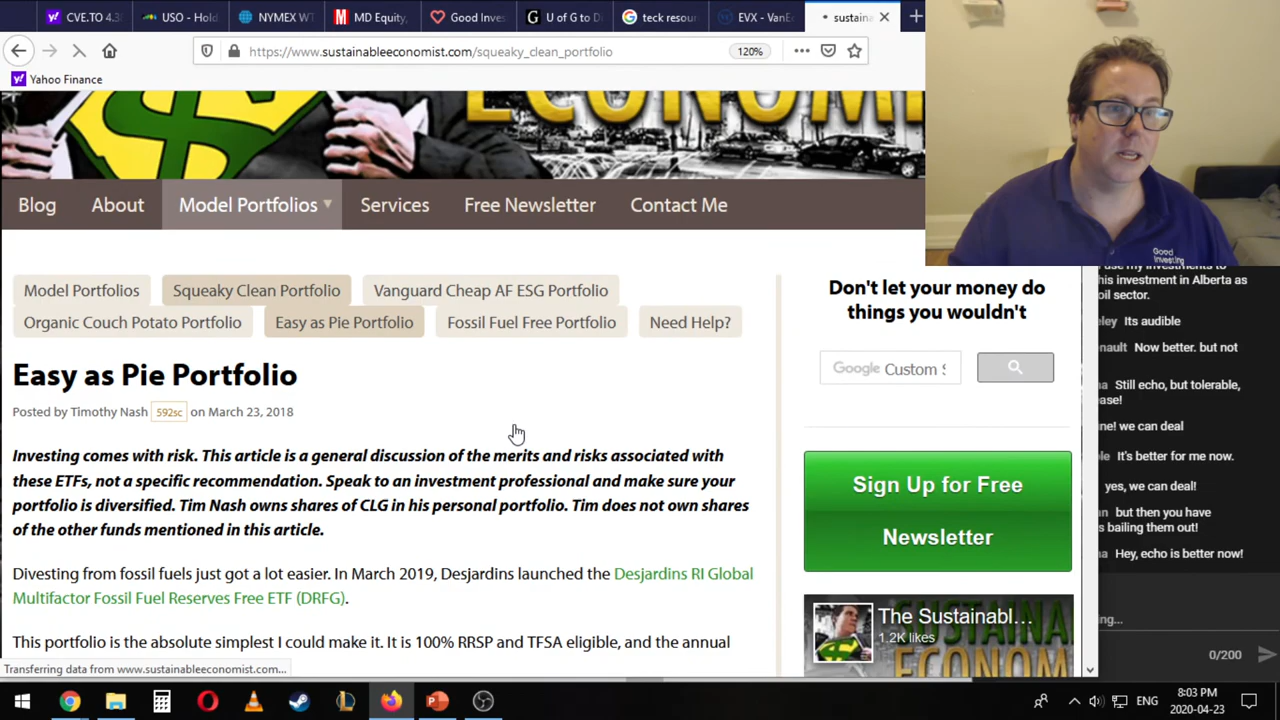 CVE.TO 4.3
USO - Hold
NYMEX WT
MD Equity,
Good Inves
U of G to D
teck resour
EVX - VanE
sustaina
https://www.sustainableeconomist.com/squeaky_clean_portfolio
120%
Yahoo Finance
ECONOMI
Blog
About
Model Portfolios
Services
Free Newsletter
Contact Me
Model Portfolios
Squeaky Clean Portfolio
Vanguard Cheap AF ESG Portfolio
Organic Couch Potato Portfolio
Easy as Pie Portfolio
Fossil Fuel Free Portfolio
Need Help?
Easy as Pie Portfolio
Posted by Timothy Nash 592sc on March 23, 2018
Investing comes with risk. This article is a general discussion of the merits and risks associated with
these ETFs, not a specific recommendation. Speak to an investment professional and make sure your
portfolio is diversified. Tim Nash owns shares of CLG in his personal portfolio. Tim does not own shares
of the other funds mentioned in this article.
Divesting from fossil fuels just got a lot easier. In March 2019, Desjardins launched the Desjardins RI Global
Multifactor Fossil Fuel Reserves Free ETF (DRFG).
This portfolio is the absolute simplest I could make it. It is 100% RRSP and TFSA eligible, and the annual
Transferring data from www.sustainableeconomist.com...
Don't let your money do
things you wouldn't
Google Custom S
Sign Up for Free
Newsletter
The Sustainabl...
1.2K likes
Good
Investing
use my investments to
his investment in Alberta as
oil sector.
eley Its audible
nault Now better. but not
na Still echo, but tolerable,
ease!
ine! we can deal
ole It's better for me now.
yes, we can deal!
an but then you have
s bailing them out!
na Hey, echo is better now!
ng...
0/200
ENG
8:03 PM
2020-04-23